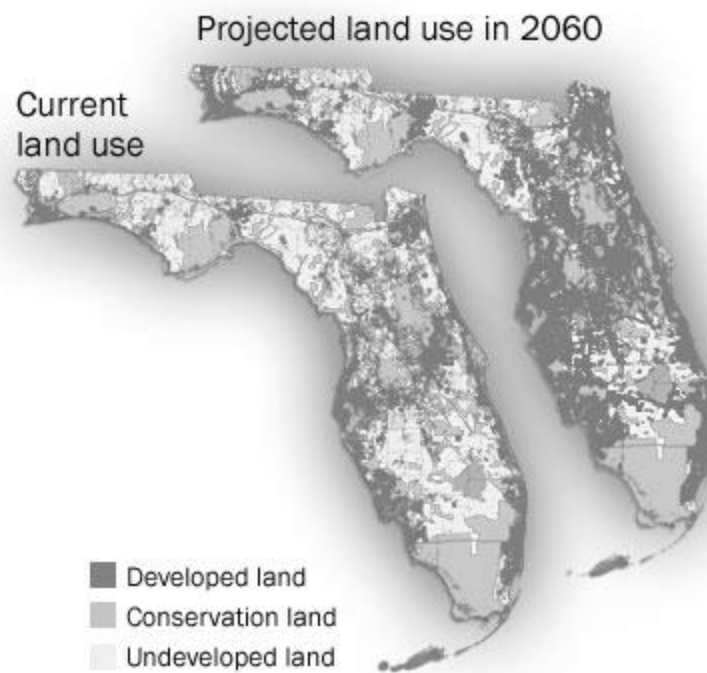 Projected land use in 2060
Current
land use
Developed land
Conservation land
Undeveloped land